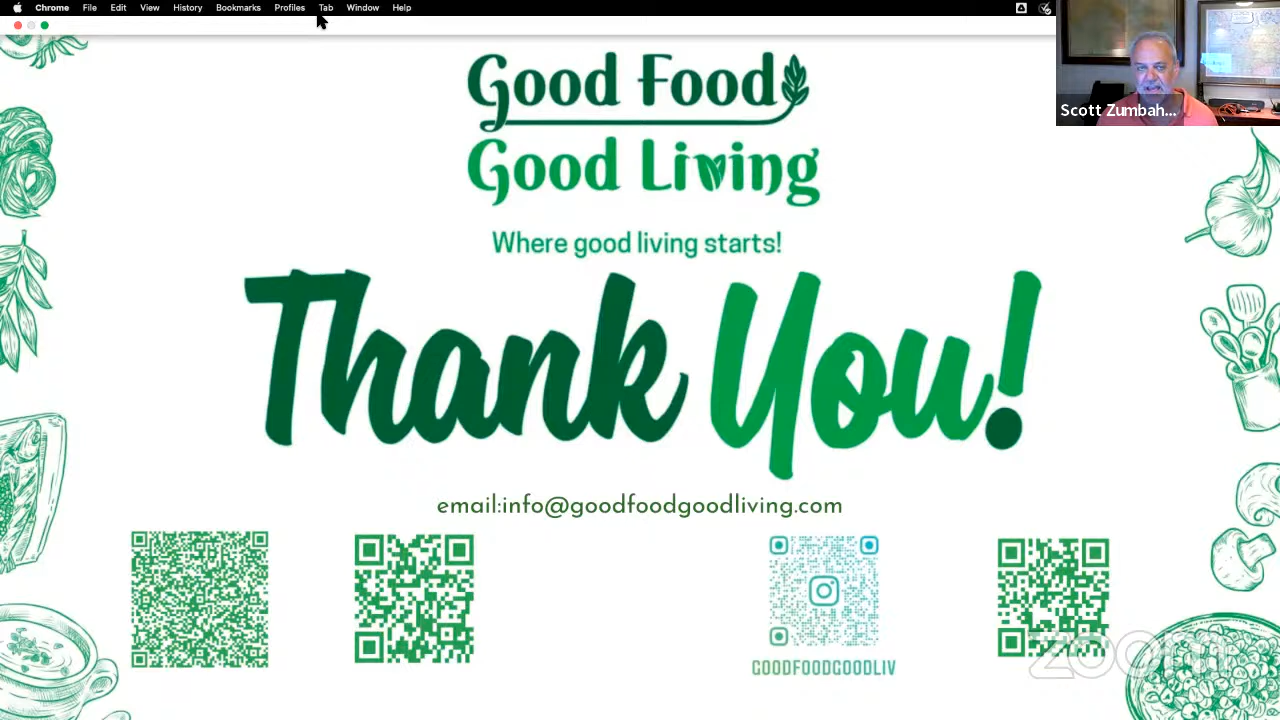 Chrome File Edit View History Bookmarks Profiles Tab Window Help
Scott Zumbah...
Good Food
Good Living
Where good living starts!
Thank You!
email:info@goodfoodgoodliving.com
GOODFOODGOODLIV
zoom